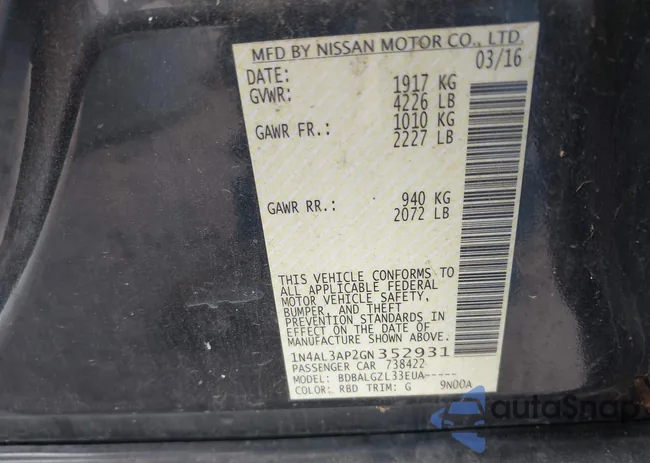 MFD BY NISSAN MOTOR CO., LTD.
DATE: 03/16
GVWR: 1917 KG
4226 LB
GAWR FR.: 1010 KG
2227 LB
GAWR RR.: 940 KG
2072 LB
THIS VEHICLE CONFORMS TO
ALL APPLICABLE FEDERAL
MOTOR VEHICLE SAFETY,
BUMPER, AND THEFT
PREVENTION STANDARDS IN
EFFECT ON THE DATE OF
MANUFACTURE SHOWN ABOVE.
1N4AL3AP2GN352931
PASSENGER CAR 738422
MODEL: BDBALGZL33EUA-----
COLOR: RBD TRIM: G 9N00A
autoSnap